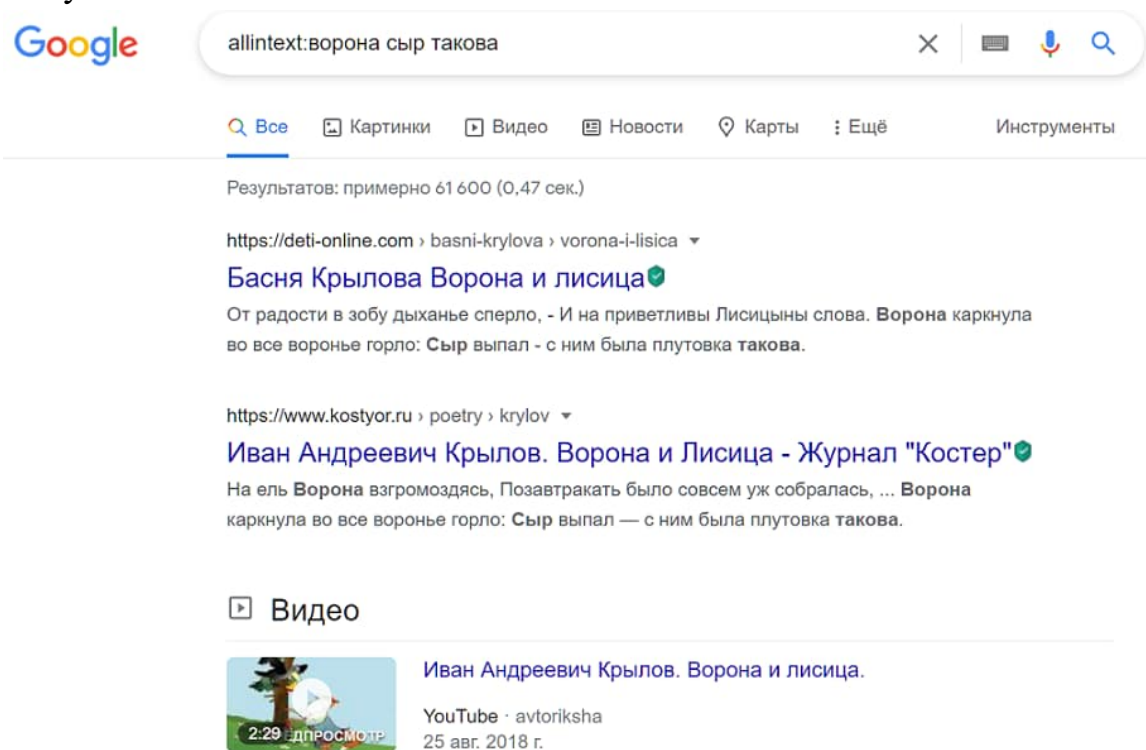 Google
allintext:ворона сыр такова
Все Картинки Видео Новости Карты Ещё Инструменты
Результатов: примерно 61 600 (0,47 сек.)
https://deti-online.com › basni-krylova › vorona-i-lisica
Басня Крылова Ворона и лисица
От радости в зобу дыханье сперло, - И на приветливы Лисицыны слова. Ворона каркнула
во все воронье горло: Сыр выпал - с ним была плутовка такова.
https://www.kostyor.ru › poetry › krylov
Иван Андреевич Крылов. Ворона и Лисица - Журнал "Костер"
На ель Ворона взгромоздясь, Позавтракать было совсем уж собралась, ... Ворона
каркнула во все воронье горло: Сыр выпал — с ним была плутовка такова.
Видео
Иван Андреевич Крылов. Ворона и лисица.
YouTube · avtoriksha
2:29
25 авг. 2018 г.